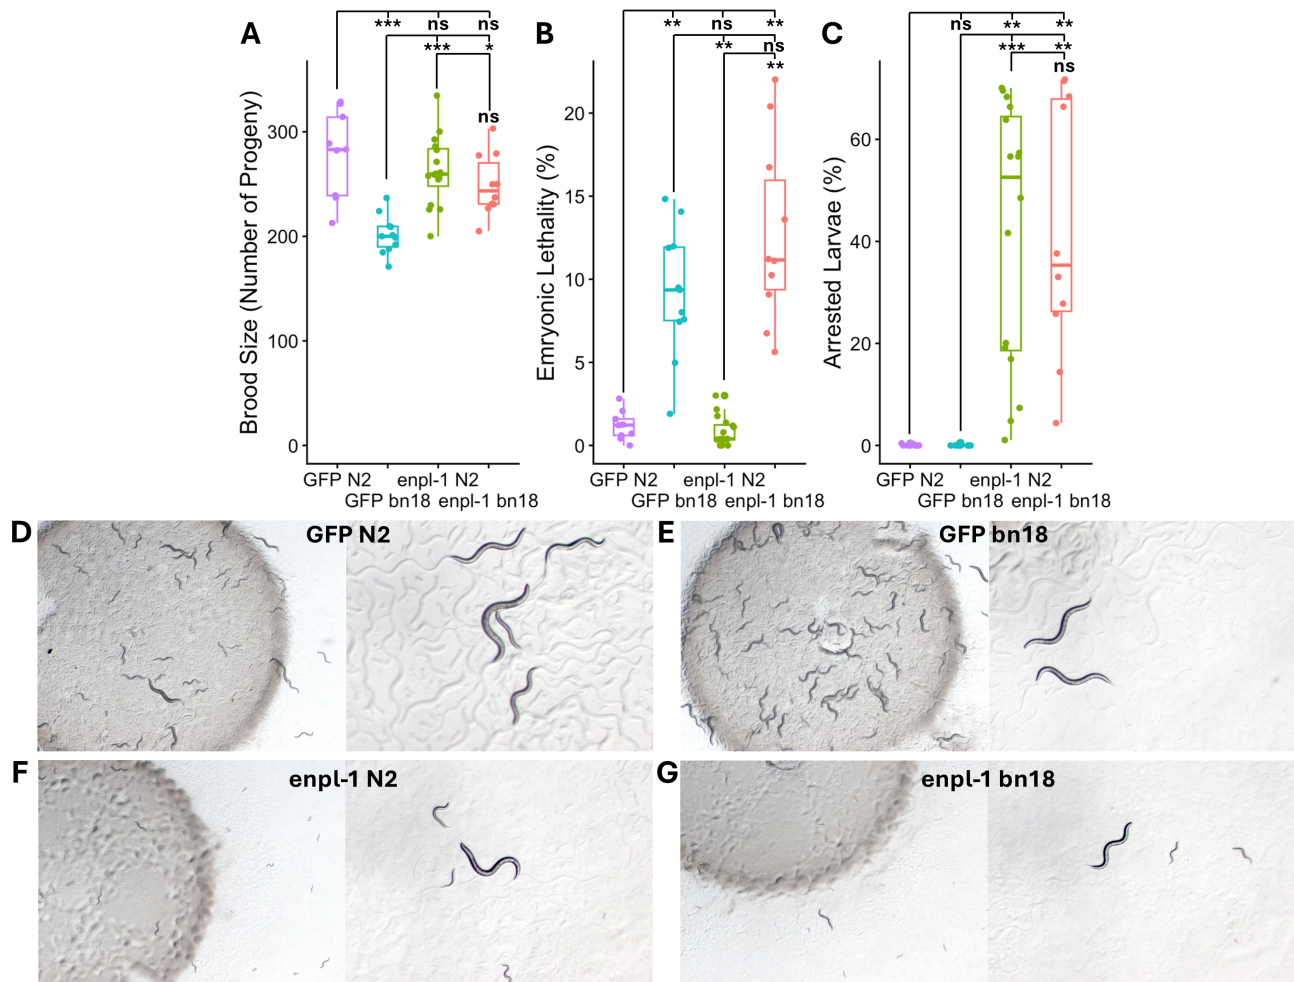 A
B
C
*** ns ns
*** *
ns
** ns **
** ns
**
ns ** **
*** **
ns
Brood Size (Number of Progeny)
300
200
100
0
GFP N2 enpl-1 N2
GFP bn18 enpl-1 bn18
Emryonic Lethality (%)
20
15
10
5
0
GFP N2 enpl-1 N2
GFP bn18 enpl-1 bn18
Arrested Larvae (%)
60
40
20
0
GFP N2 enpl-1 N2
GFP bn18 enpl-1 bn18
D GFP N2
E GFP bn18
F enpl-1 N2
G enpl-1 bn18